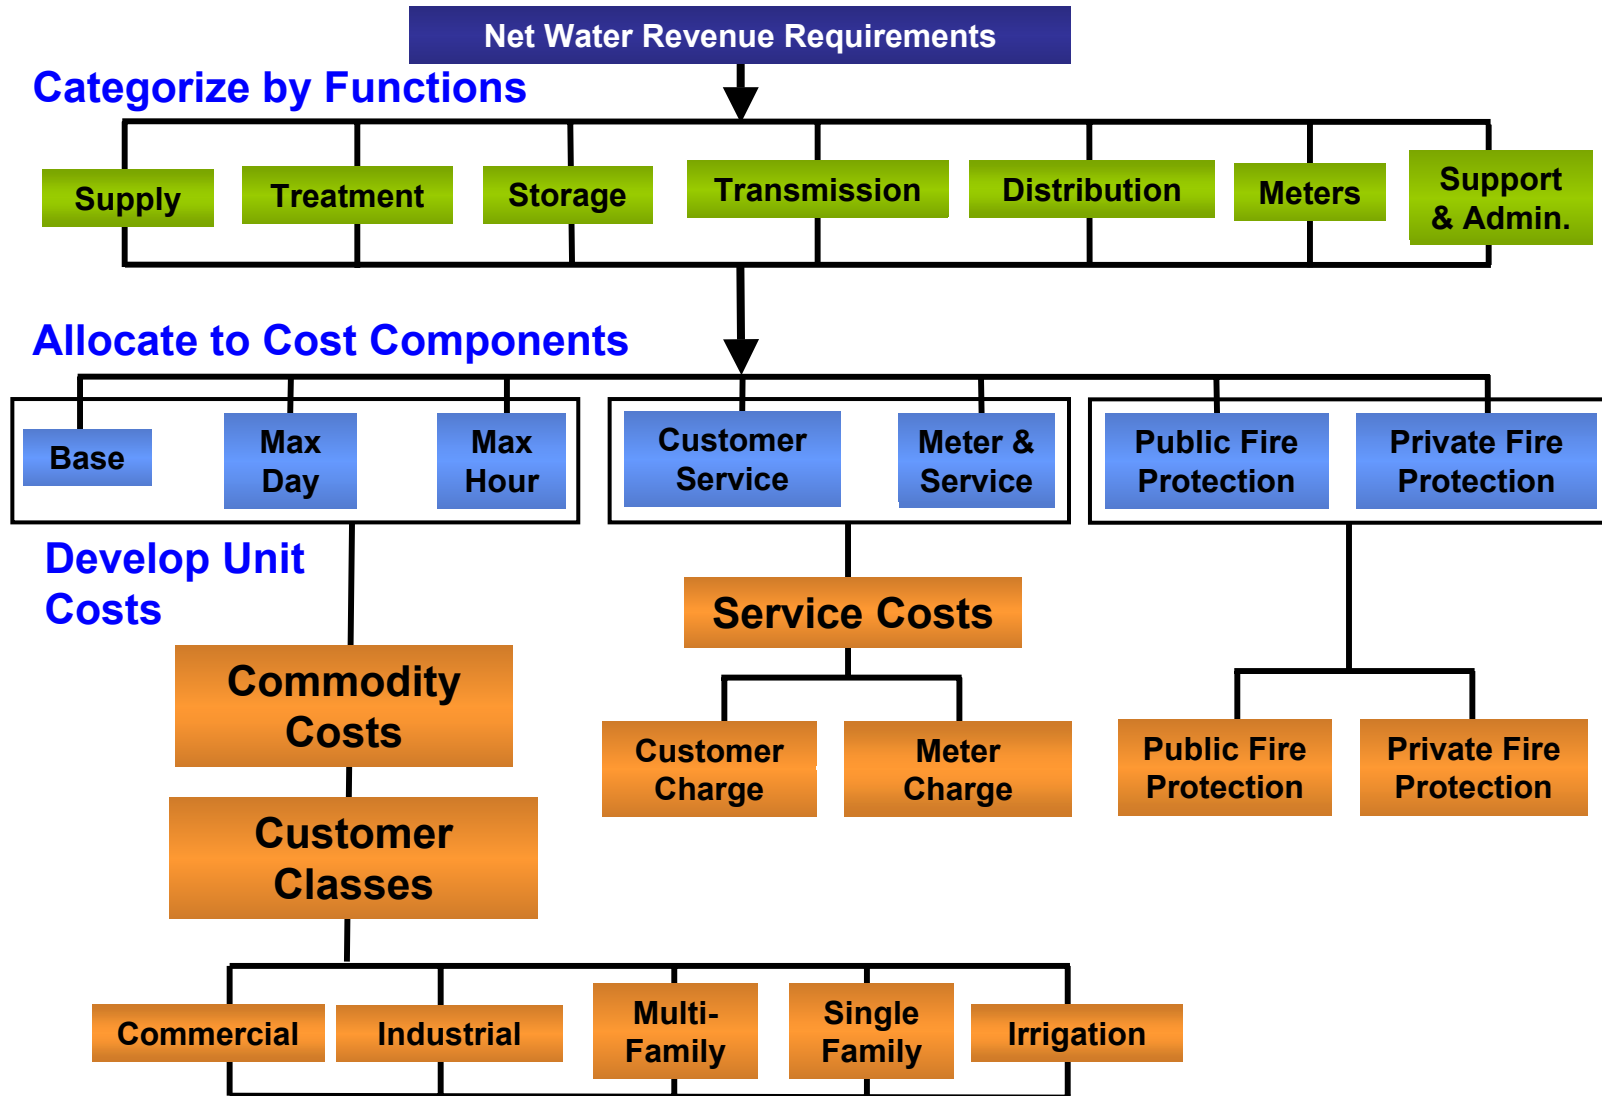 Net Water Revenue Requirements
Categorize by Functions
Supply
Treatment
Storage
Transmission
Distribution
Meters
Support
& Admin.
Allocate to Cost Components
Base
Max
Day
Max
Hour
Customer
Service
Meter &
Service
Public Fire
Protection
Private Fire
Protection
Develop Unit
Costs
Commodity
Costs
Service Costs
Customer
Charge
Meter
Charge
Public Fire
Protection
Private Fire
Protection
Customer
Classes
Commercial
Industrial
Multi-
Family
Single
Family
Irrigation